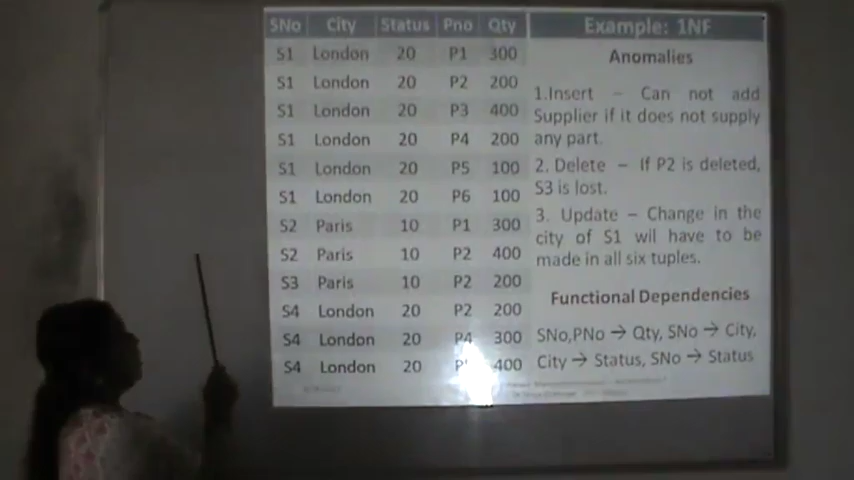 SNo City Status Pno Qty
S1 London 20 P1 300
S1 London 20 P2 200
S1 London 20 P3 400
S1 London 20 P4 200
S1 London 20 P5 100
S1 London 20 P6 100
S2 Paris 10 P1 300
S2 Paris 10 P2 400
S3 Paris 10 P2 200
S4 London 20 P2 200
S4 London 20 P4 300
S4 London 20 400
Example: 1NF
Anomalies
1.Insert – Can not add
Supplier if it does not supply
any part.
2. Delete – If P2 is deleted,
S3 is lost.
3. Update – Change in the
city of S1 wil have to be
made in all six tuples.
Functional Dependencies
SNo,PNo → Qty, SNo → City,
City → Status, SNo → Status